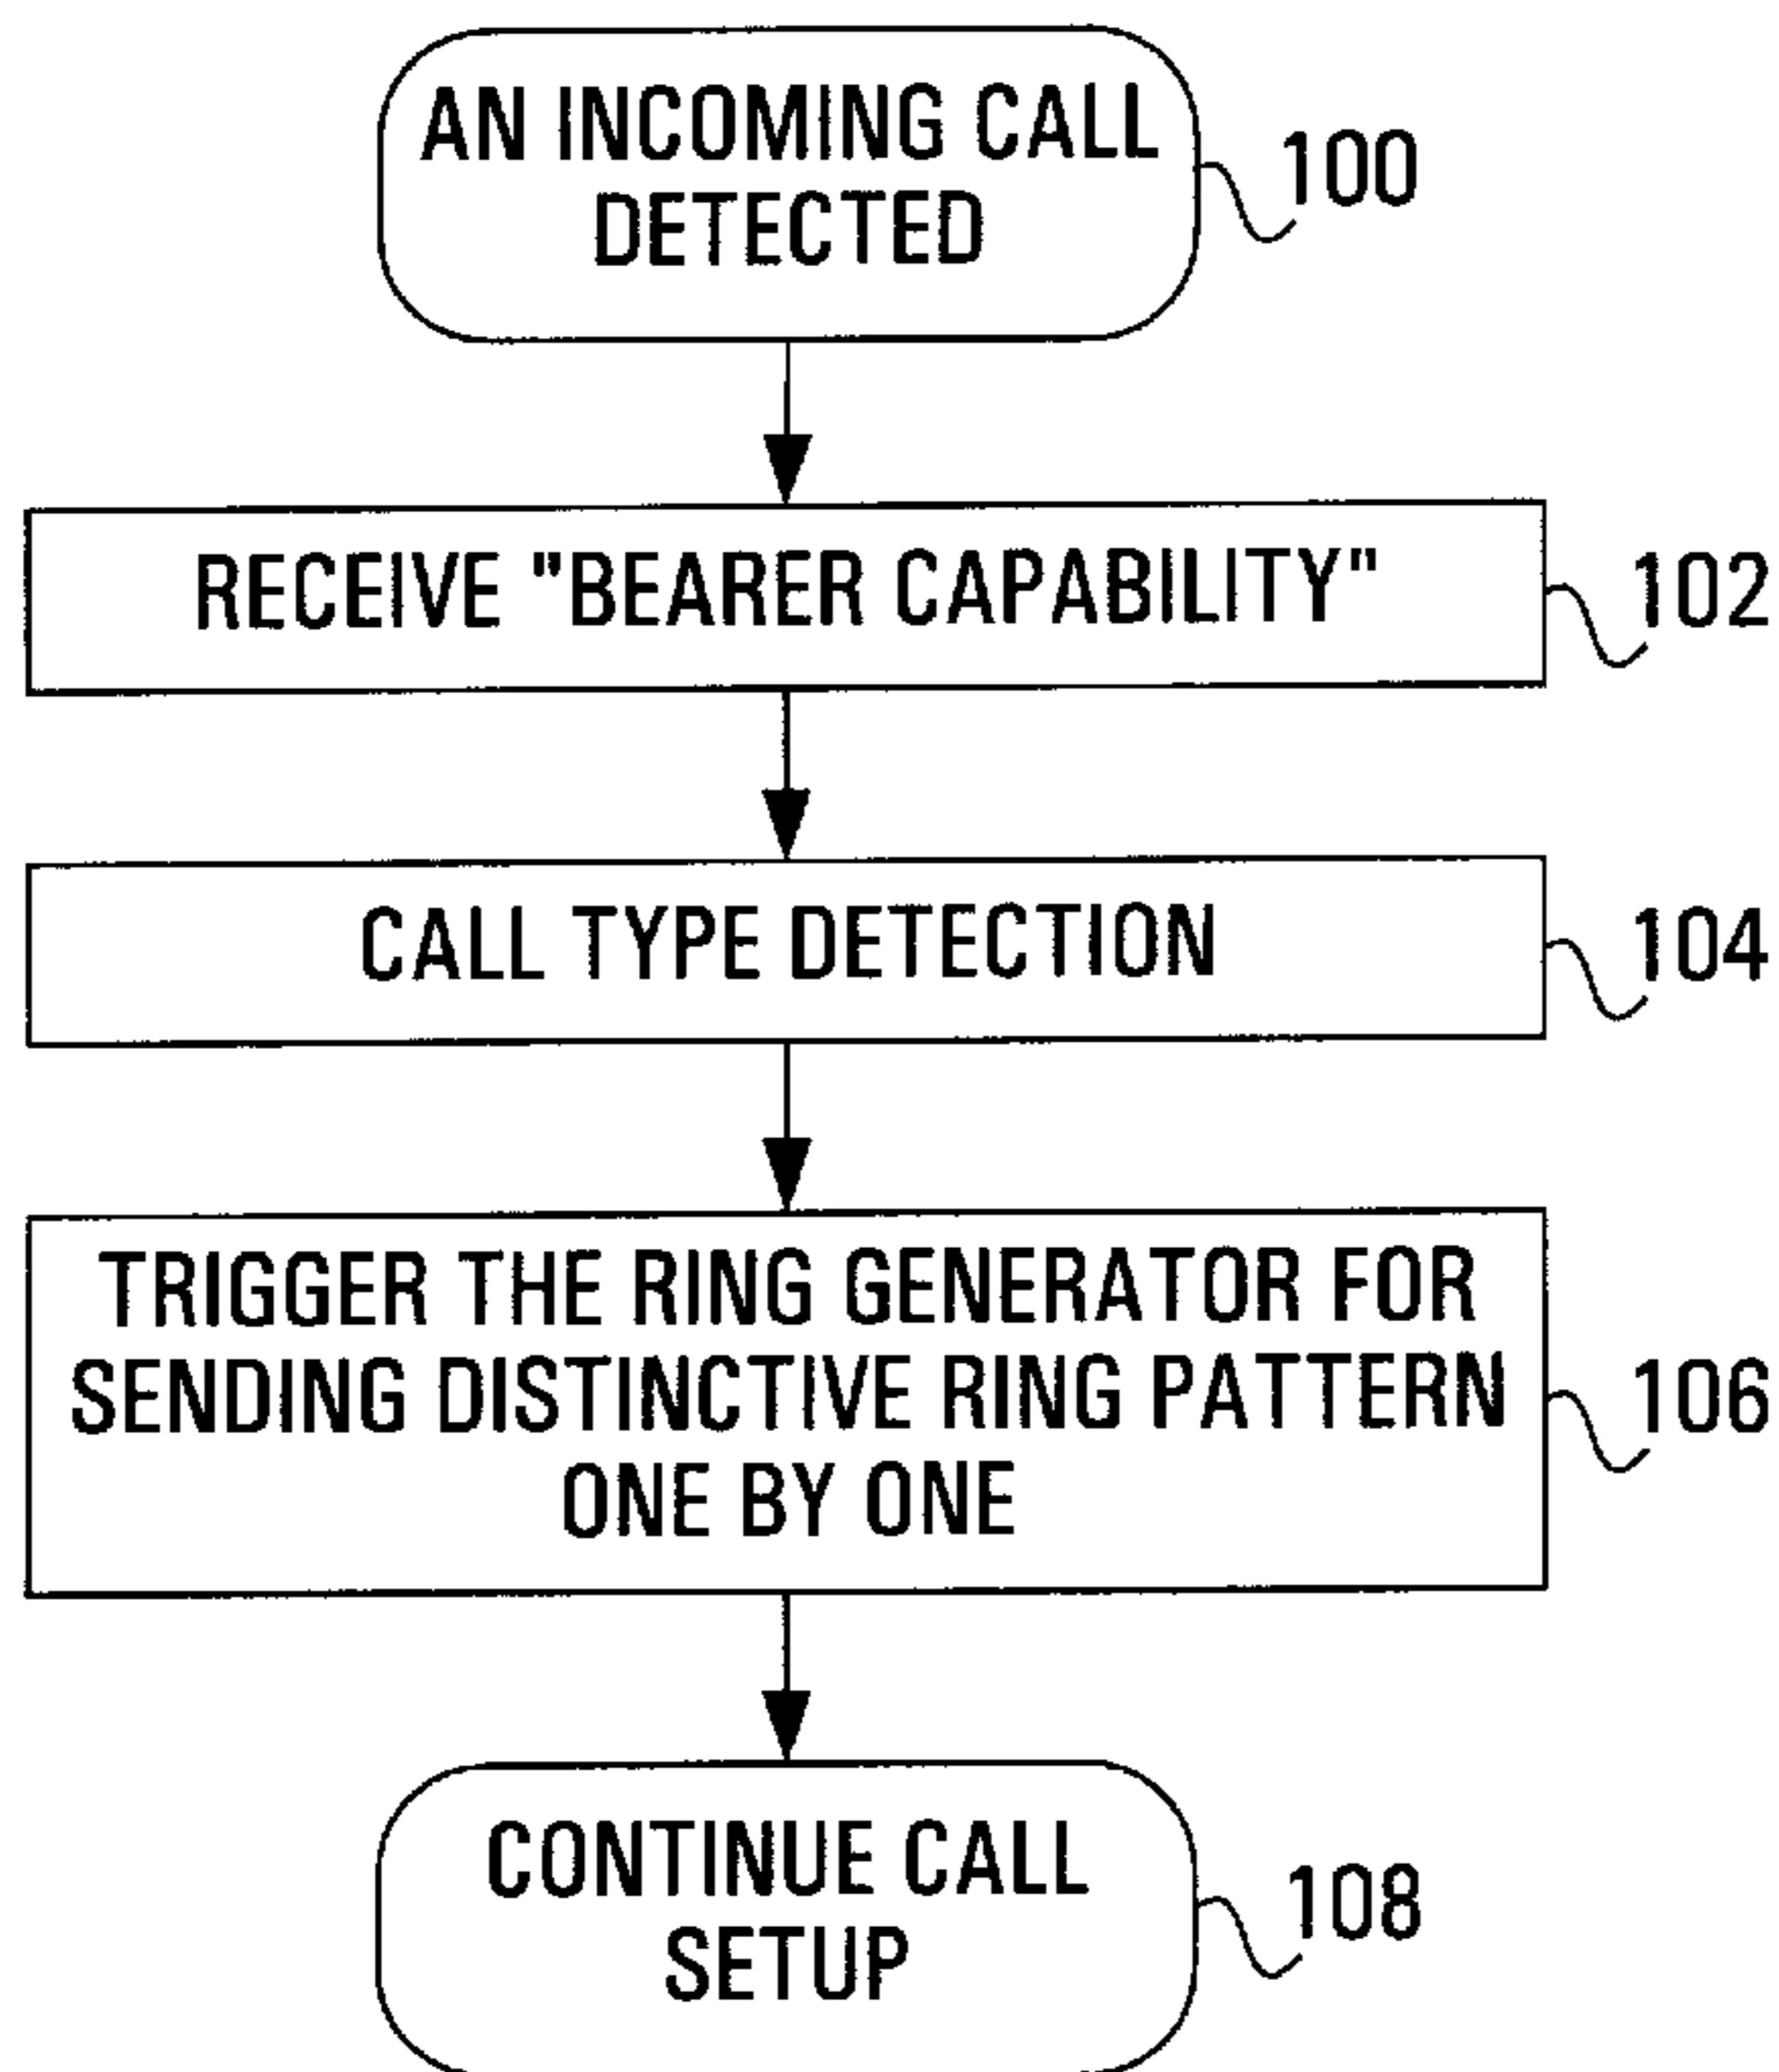 AN INCOMING CALL
DETECTED
100
RECEIVE "BEARER CAPABILITY"
102
CALL TYPE DETECTION
104
TRIGGER THE RING GENERATOR FOR
SENDING DISTINCTIVE RING PATTERN
ONE BY ONE
106
CONTINUE CALL
SETUP
108